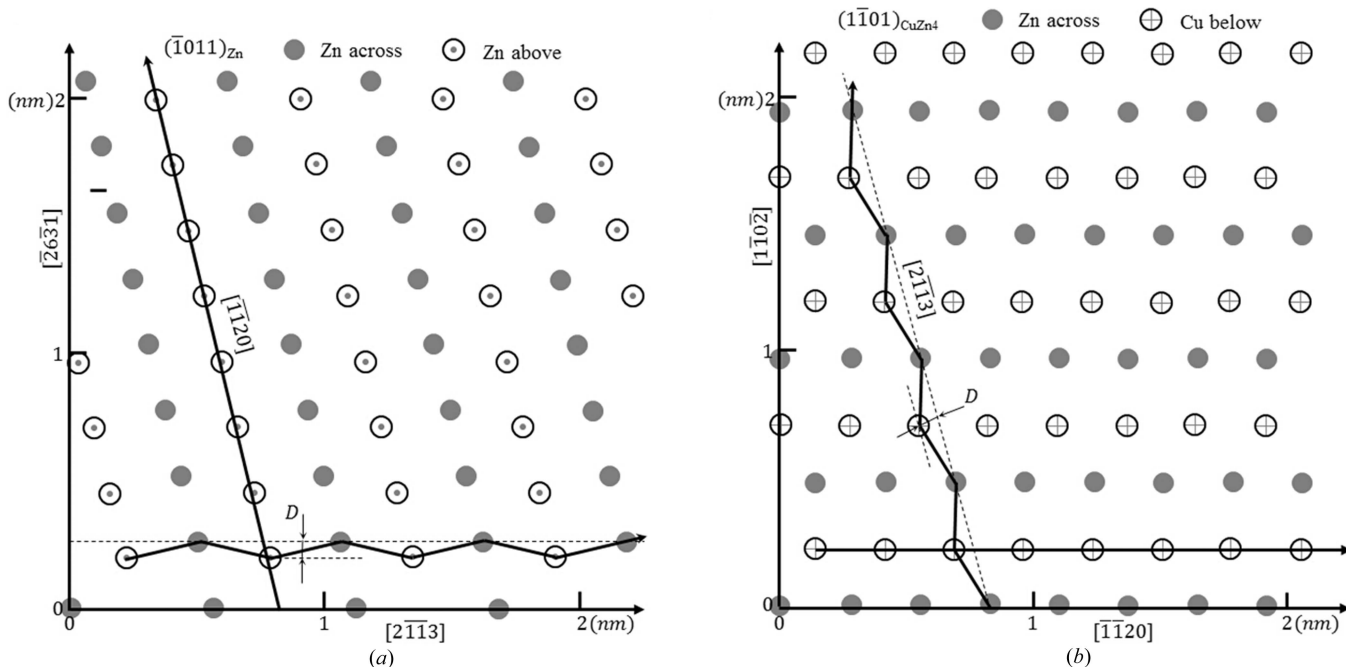 (1̄011)Zn
Zn across
Zn above
(nm) 2
[2̄63̄1]
[1̄1̄20]
1
D
0
0 1 2 (nm)
[21̄1̄3]
(a)
(11̄01)CuZn4
Zn across
Cu below
(nm) 2
[11̄02̄]
[21̄1̄3]
1
D
0
0 1 2 (nm)
[1̄1̄20]
(b)